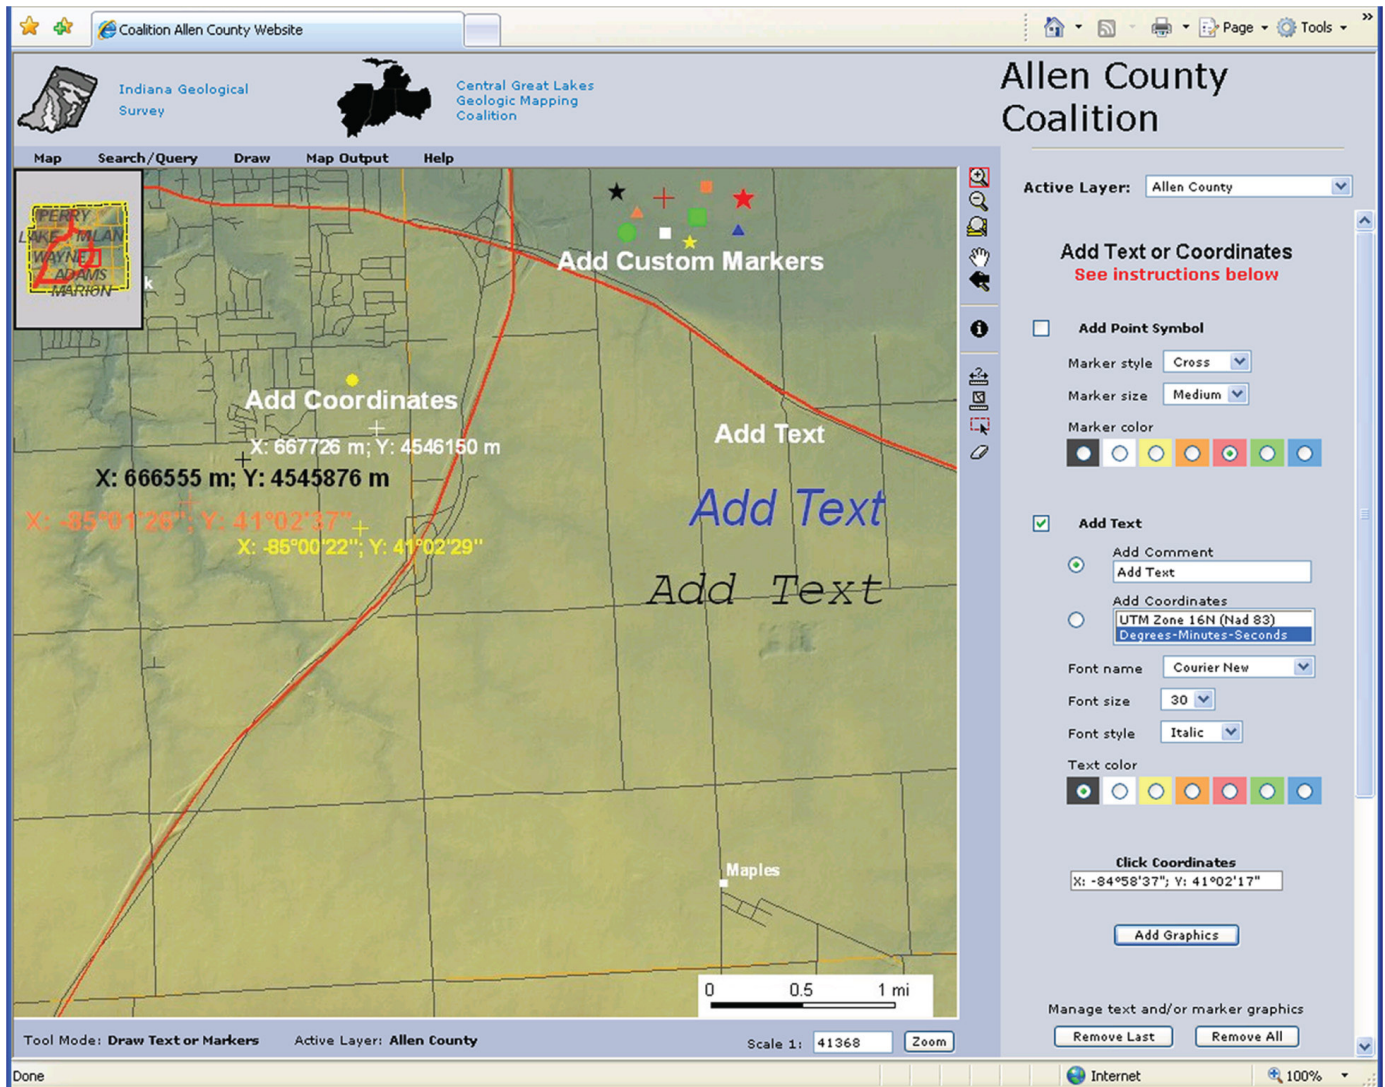 Coalition Allen County Website
Page
Tools
»
Indiana Geological
Survey
Central Great Lakes
Geologic Mapping
Coalition
Allen County
Coalition
Map Search/Query Draw Map Output Help
Active Layer: Allen County
PERRY
LAKE MILAN
WAYNE
ADAMS
MARION
k
Add Custom Markers
Add Coordinates
X: 667726 m; Y: 4546150 m
X: 666555 m; Y: 4545876 m
X: -85°01'26"; Y: 41°02'37"
X: -85°00'22"; Y: 41°02'29"
Add Text
Add Text
Add Text
Maples
0 0.5 1 mi
Add Text or Coordinates
See instructions below
Add Point Symbol
Marker style Cross
Marker size Medium
Marker color
Add Text
Add Comment
Add Text
Add Coordinates
UTM Zone 16N (Nad 83)
Degrees-Minutes-Seconds
Font name Courier New
Font size 30
Font style Italic
Text color
Click Coordinates
X: -84°58'37"; Y: 41°02'17"
Add Graphics
Manage text and/or marker graphics
Remove Last Remove All
Tool Mode: Draw Text or Markers Active Layer: Allen County Scale 1: 41368 Zoom
Done Internet 100%